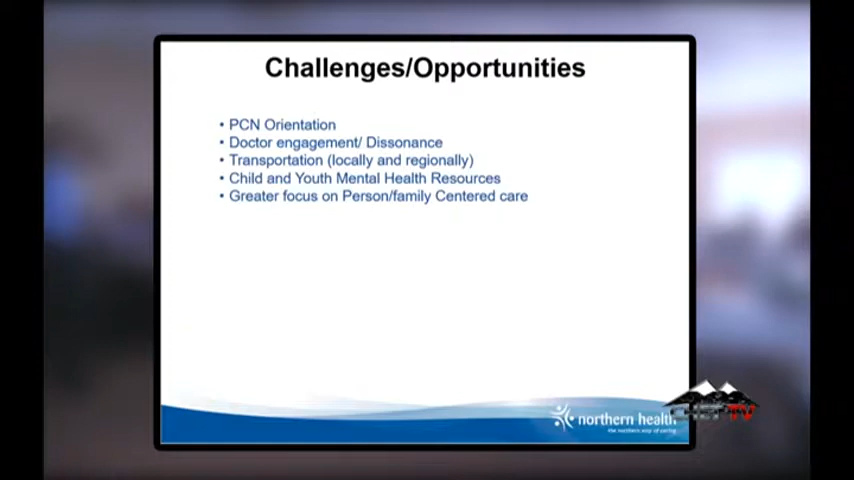 Challenges/Opportunities
• PCN Orientation
• Doctor engagement/ Dissonance
• Transportation (locally and regionally)
• Child and Youth Mental Health Resources
• Greater focus on Person/family Centered care
northern health
the northern way of caring
CHETTV